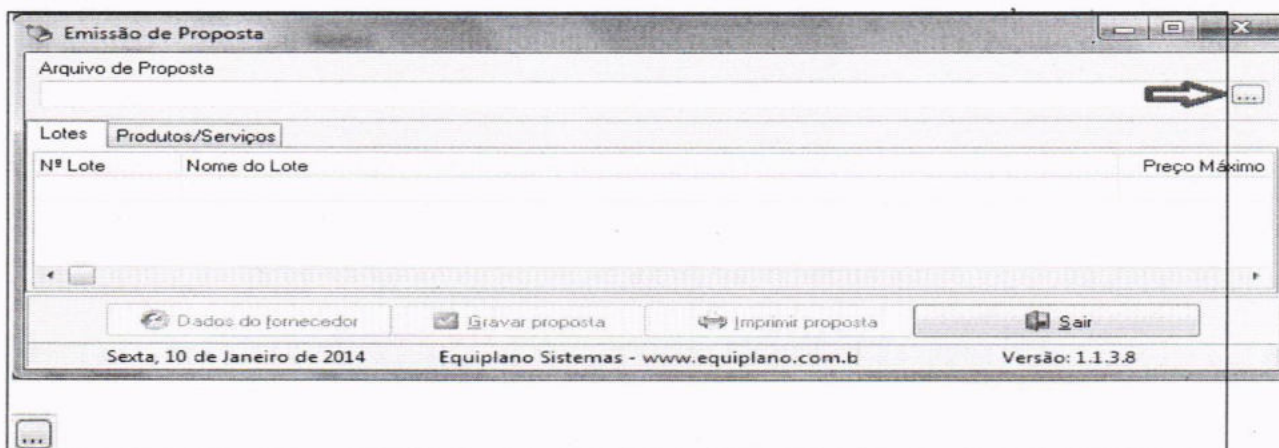 Emissão de Proposta
Arquivo de Proposta
...
Lotes Produtos/Serviços
Nº Lote Nome do Lote Preço Máximo
Dados do fornecedor Gravar proposta Imprimir proposta Sair
Sexta, 10 de Janeiro de 2014 Equiplano Sistemas - www.equiplano.com.b Versão: 1.1.3.8
...